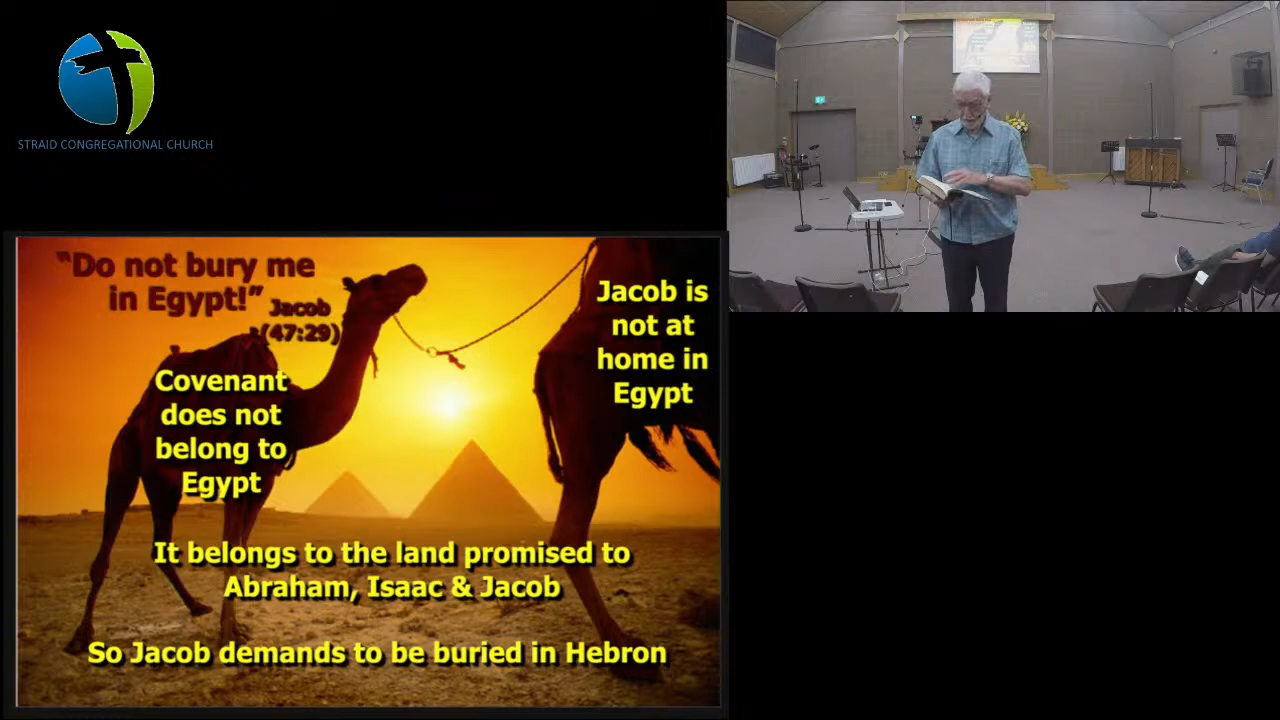 STRAID CONGREGATIONAL CHURCH
"Do not bury me
in Egypt!"
Jacob
(47:29)
Jacob is
not at
home in
Egypt
Covenant
does not
belong to
Egypt
It belongs to the land promised to
Abraham, Isaac & Jacob
So Jacob demands to be buried in Hebron